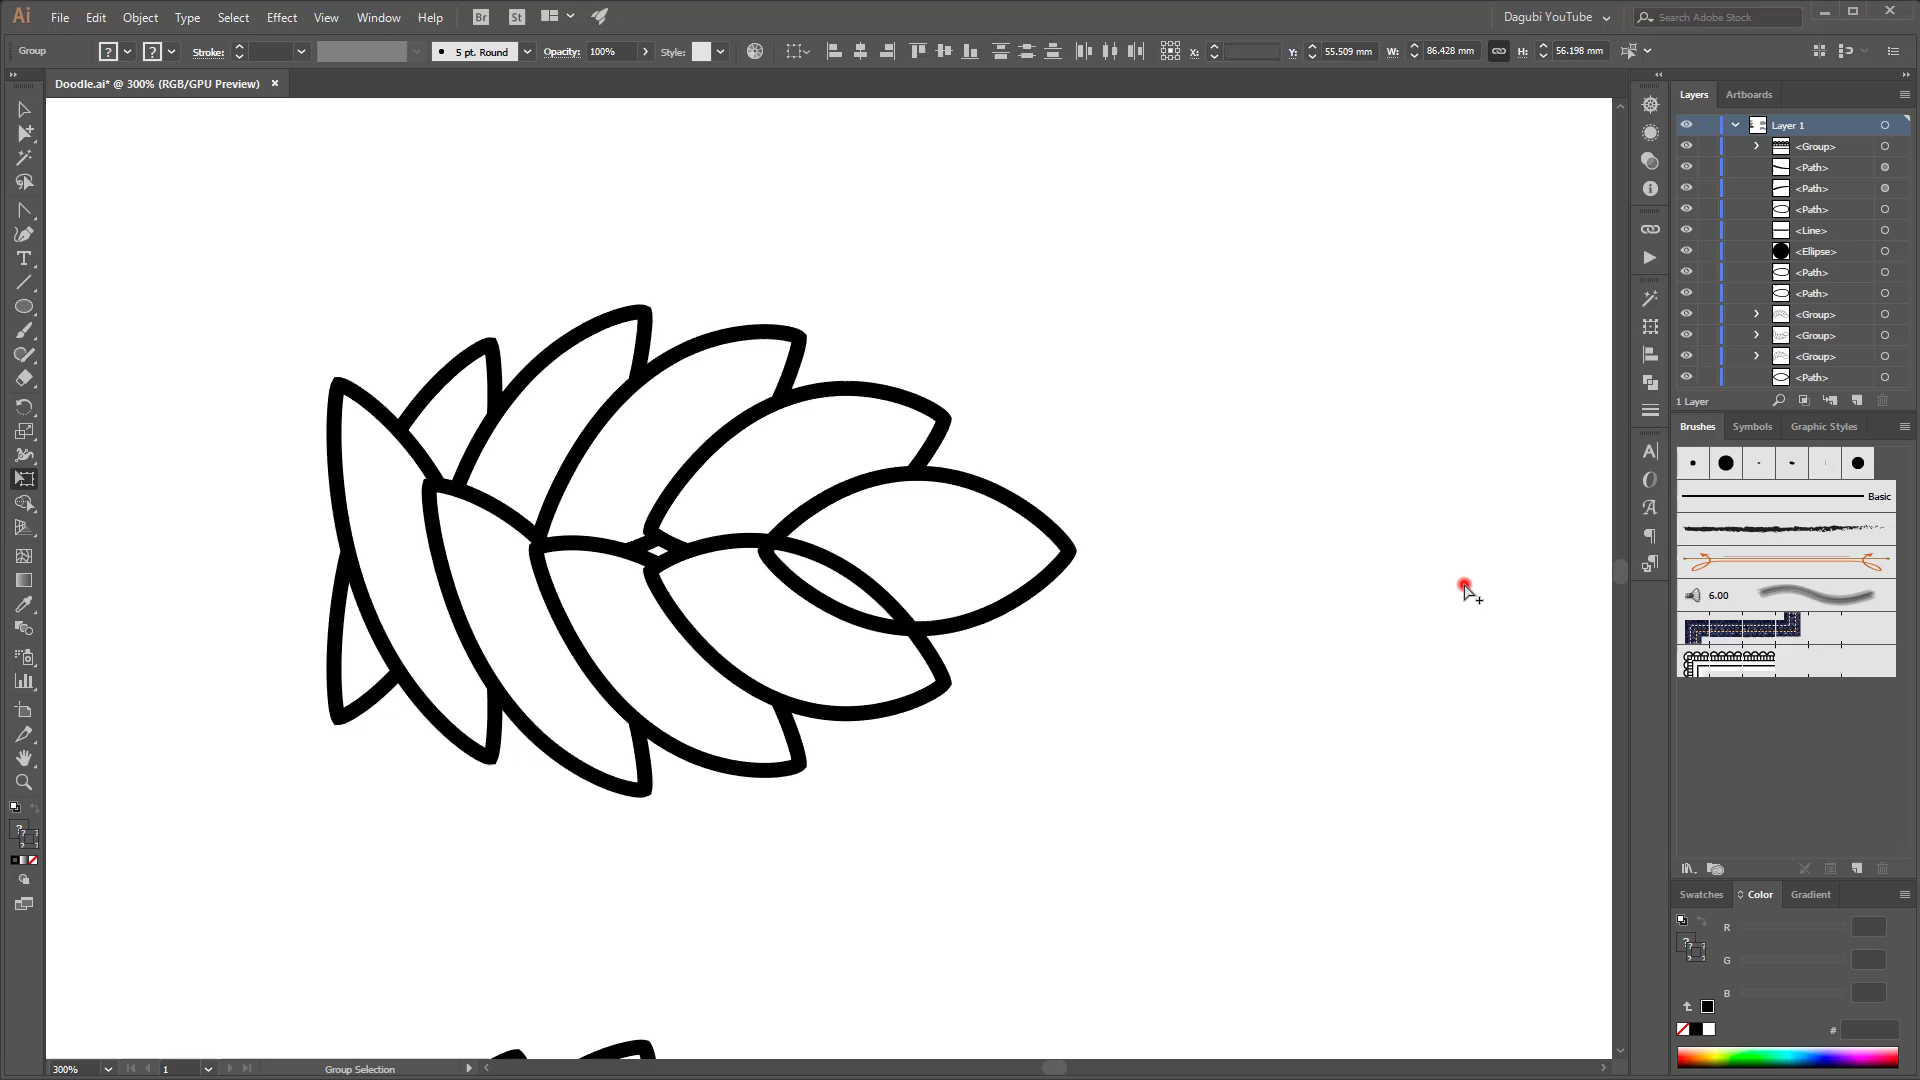 Ai File Edit Object Type Select Effect View Window Help Br St Dagubi YouTube Search Adobe Stock
Group ? ? Stroke: 5 pt. Round Opacity: 100% Style: X: Y: 55.509 mm W: 86.428 mm H: 56.198 mm
Doodle.ai* @ 300% (RGB/GPU Preview)
Layers Artboards
Layer 1
<Group>
<Path>
<Path>
<Path>
<Line>
<Ellipse>
<Path>
<Path>
<Group>
<Group>
<Group>
<Path>
1 Layer
Brushes Symbols Graphic Styles
Basic
6.00
Swatches Color Gradient
R
G
B
#
300% 1 Group Selection